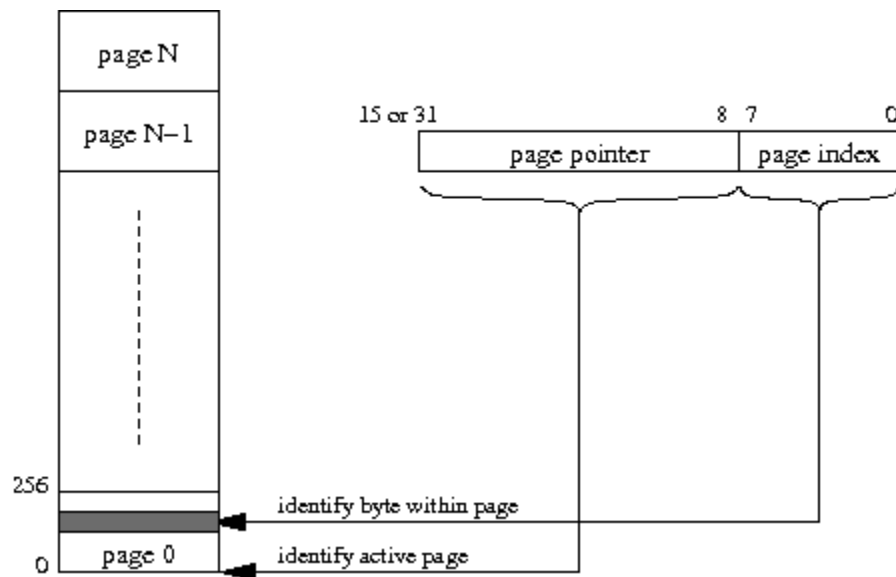 page N
page N–1
15 or 31 8 7 0
page pointer page index
256
identify byte within page
page 0 identify active page
0